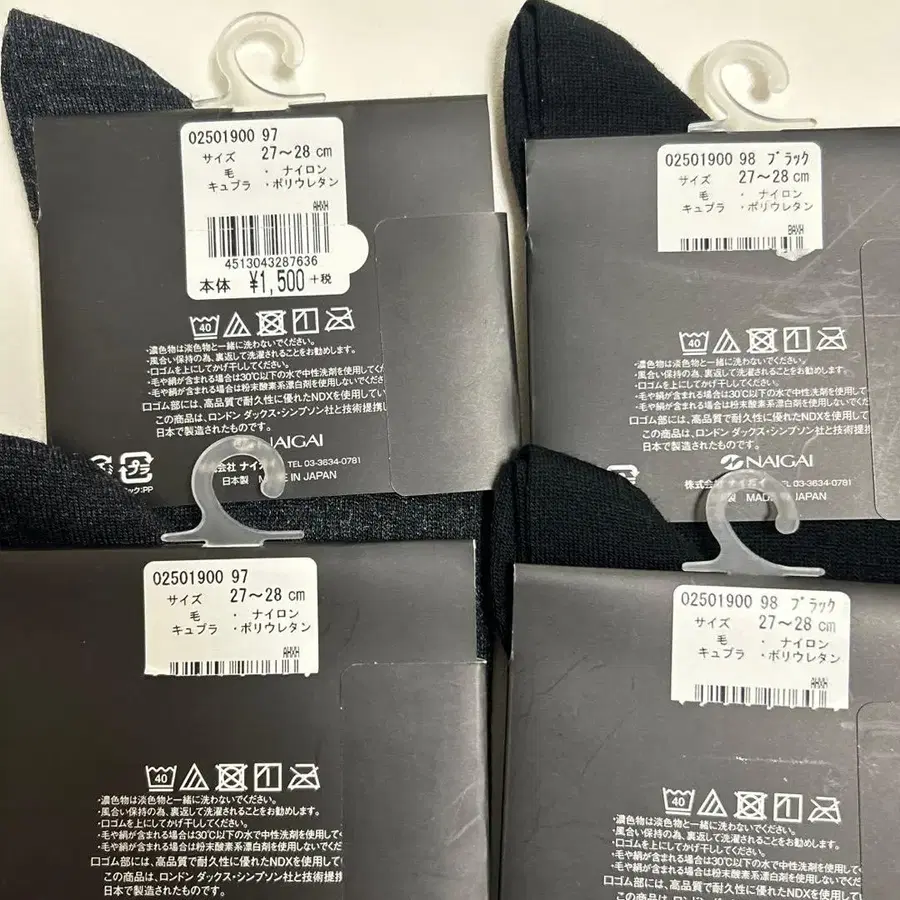 02501900 97
サイズ 27～28 cm
毛 ・ ナイロン
キュプラ ・ポリウレタン
AHXH
4513043287636
本体 ¥1,500 +税
40
・濃色物は淡色物と一緒に洗わないでください。
・風合い保持の為、裏返して洗濯されることをお勧めします。
・口ゴムを上にしてかげ干ししてください。
・毛や絹が含まれる場合は30℃以下の水で中性洗剤を使用してく
・毛や絹が含まれる場合は粉末酸素系漂白剤を使用しないでくだ
口ゴム部には、高品質で耐久性に優れたNDXを使用して
この商品は、ロンドン ダックス・シンプソン社と技術提携し
日本で製造されたものです。
NAIGAI
会社 ナイ TEL 03-3634-0781
日本製 MADE IN JAPAN
プラ
ック:PP
02501900 98 ブラック
サイズ 27～28 cm
毛 ・ ナイロン
キュプラ ・ポリウレタン
BAXH
40
・濃色物は淡色物と一緒に洗わないでください。
・風合い保持の為、裏返して洗濯されることをお勧めします。
・口ゴムを上にしてかげ干ししてください。
・毛や絹が含まれる場合は30℃以下の水で中性洗剤を使用して
・毛や絹が含まれる場合は粉末酸素系漂白剤を使用しないでくだ
口ゴム部には、高品質で耐久性に優れたNDXを使用して
この商品は、ロンドン ダックス・シンプソン社と技術提携
日本で製造されたものです。
NAIGAI
株式会社 ナイガイ TEL 03-3634-0781
製 MADE IN JAPAN
02501900 97
サイズ 27～28 cm
毛 ・ ナイロン
キュプラ ・ポリウレタン
AHXH
40
・濃色物は淡色物と一緒に洗わないでください。
・風合い保持の為、裏返して洗濯されることをお勧めします。
・口ゴムを上にしてかげ干ししてください。
・毛や絹が含まれる場合は30℃以下の水で中性洗剤を使用して
・毛や絹が含まれる場合は粉末酸素系漂白剤を使用しないで
口ゴム部には、高品質で耐久性に優れたNDXを使用して
この商品は、ロンドン ダックス・シンプソン社と技術提携
日本で製造されたものです。
02501900 98 ブラック
サイズ 27～28 cm
毛 ・ ナイロン
キュプラ ・ポリウレタン
AHXH
40
・濃色物は淡色物と一緒に洗わないでください。
・風合い保持の為、裏返して洗濯されることをお勧めします。
・口ゴムを上にしてかげ干ししてください。
・毛や絹が含まれる場合は30℃以下の水で中性洗剤を使用して
・毛や絹が含まれる場合は粉末酸素系漂白剤を使用しないでく
口ゴム部には、高品質で耐久性に優れたNDXを使用し
この商品は、ロンドン ダックス・シンプソン社と技術提